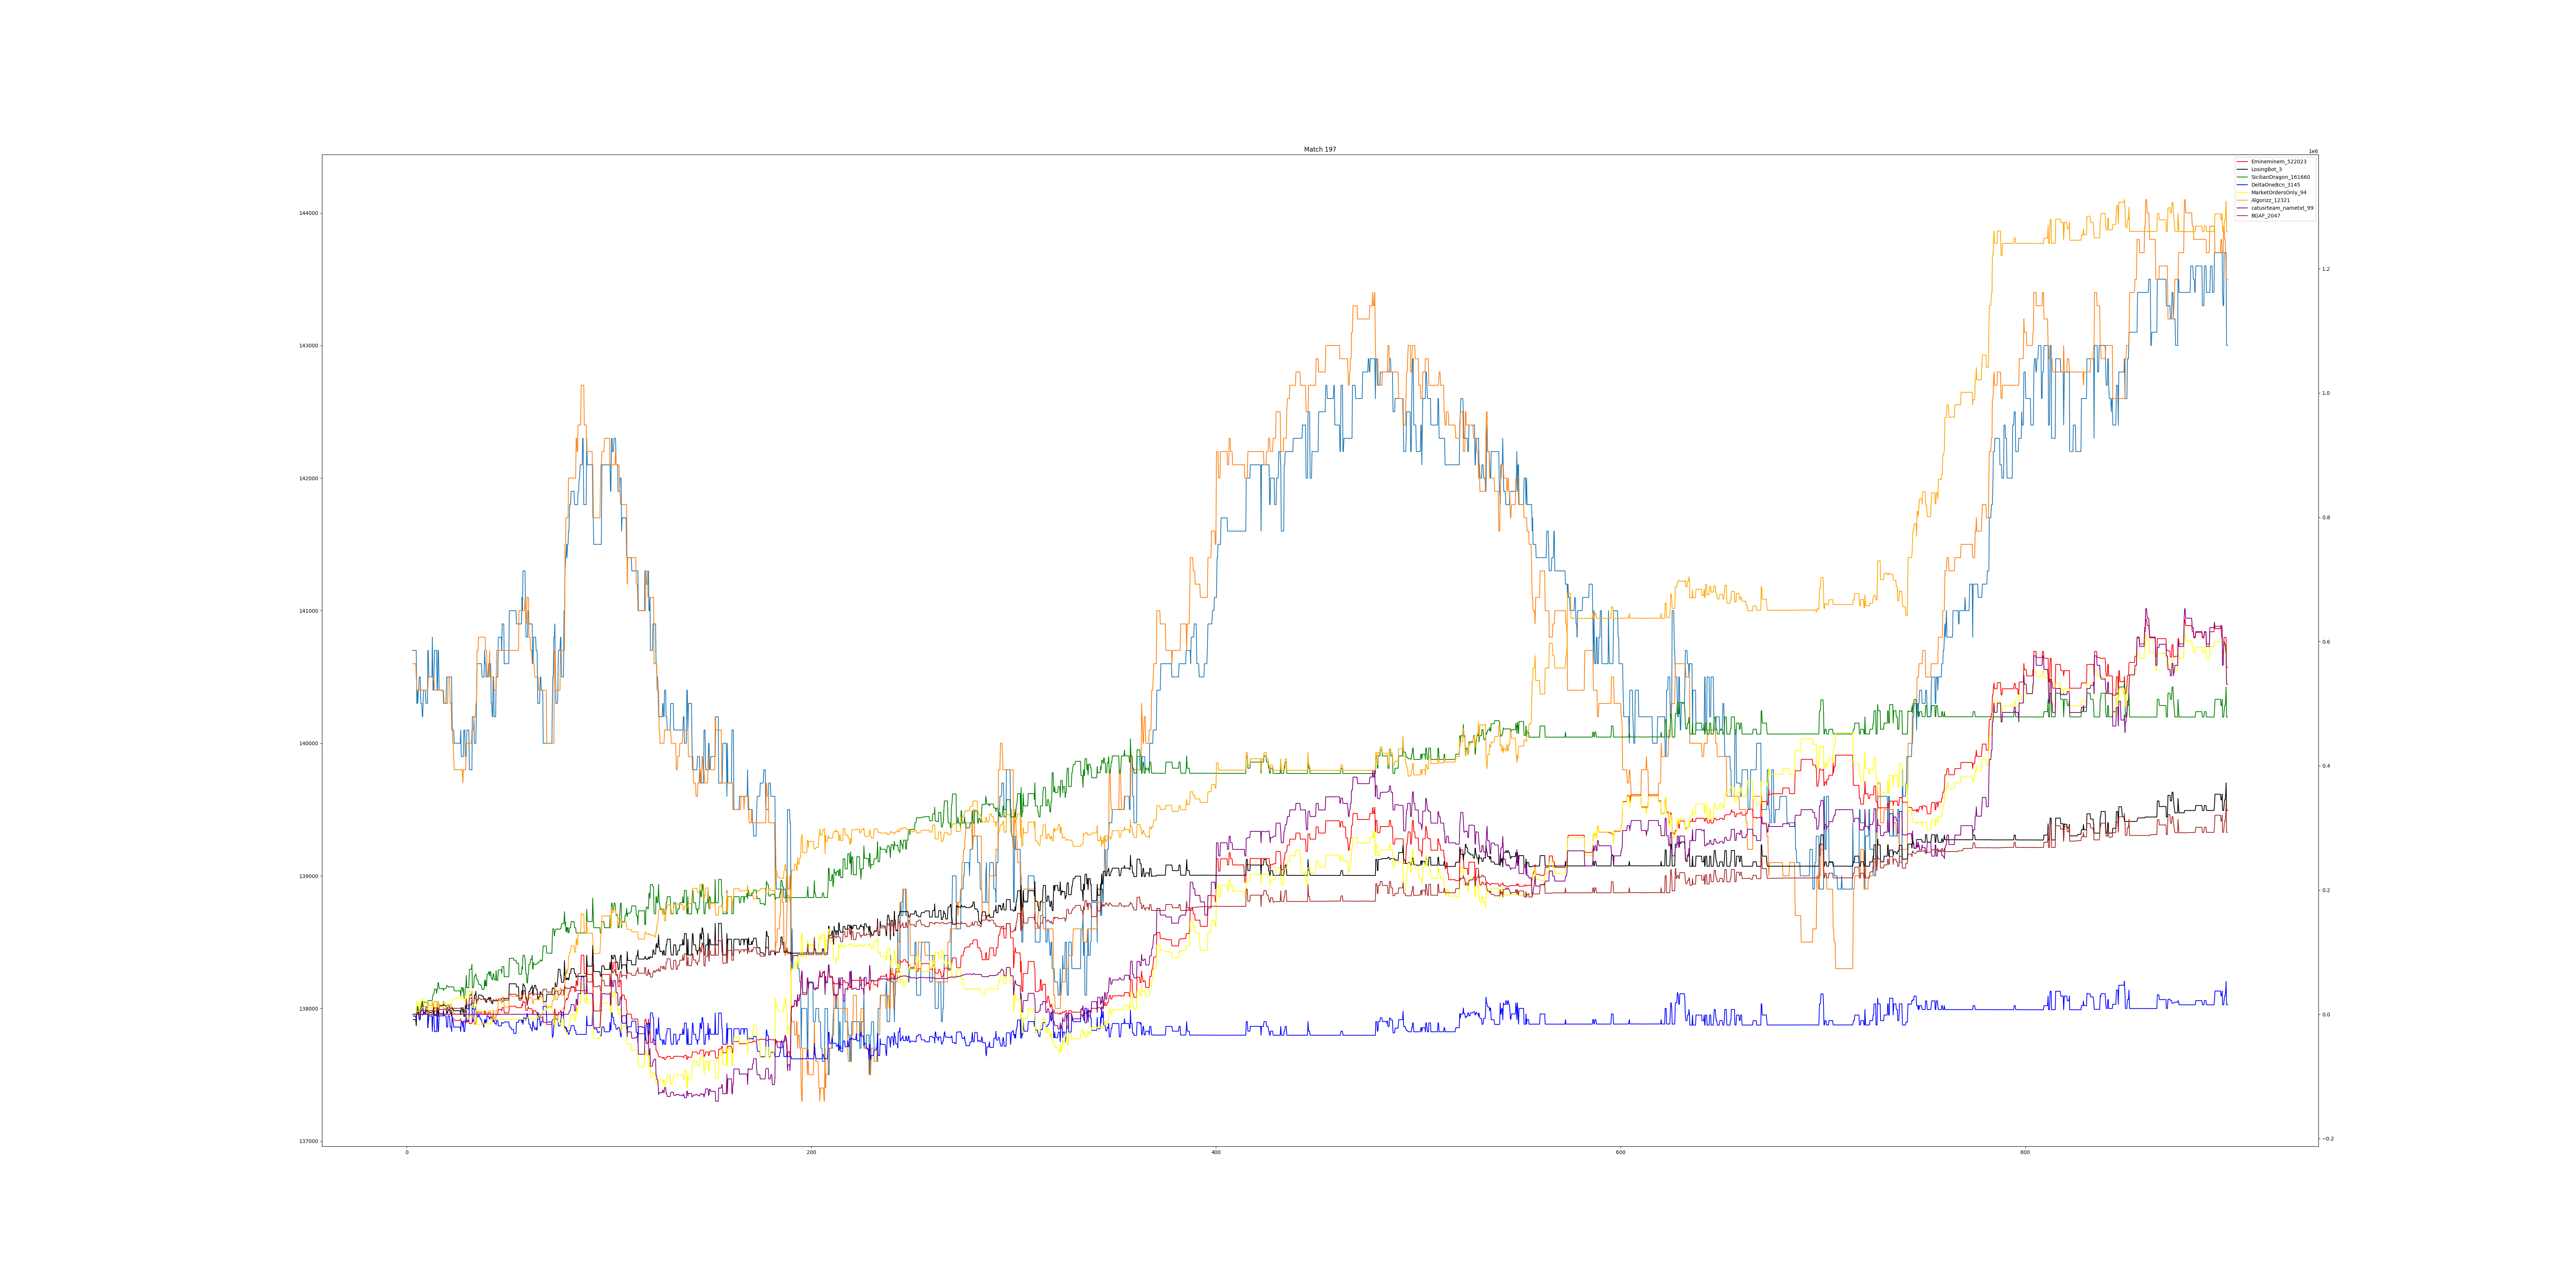 Match 197
1e6
Emineminem_522023
LosingBot_3
SicilianDragon_161660
DeltaOneBcn_3145
MarketOrdersOnly_94
Algorizz_12321
catusrteam_nametxt_99
BGAF_2047
144000
143000
142000
141000
140000
139000
138000
137000
1.2
1.0
0.8
0.6
0.4
0.2
0.0
−0.2
0
200
400
600
800